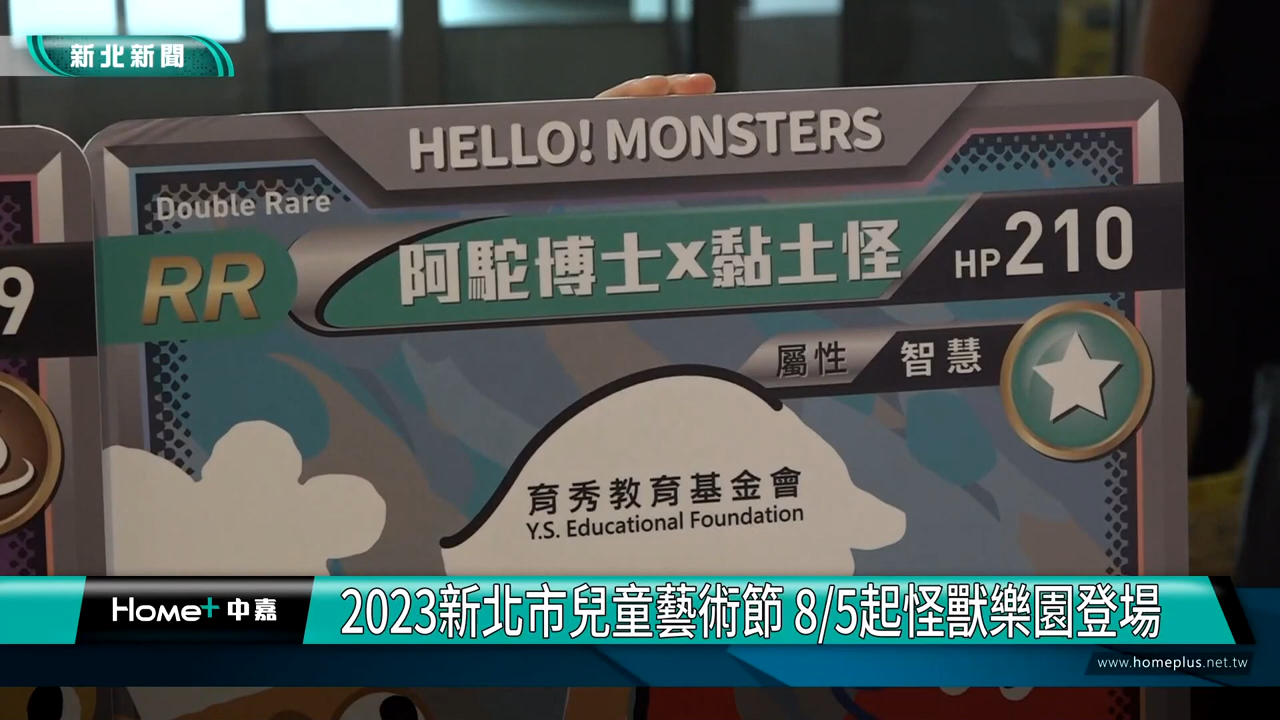 新北新聞
HELLO! MONSTERS
Double Rare
RR
阿駝博士x黏土怪
HP210
9
屬性 智慧
育秀教育基金會
Y.S. Educational Foundation
Home+中嘉
2023新北市兒童藝術節 8/5起怪獸樂園登場
www.homeplus.net.tw